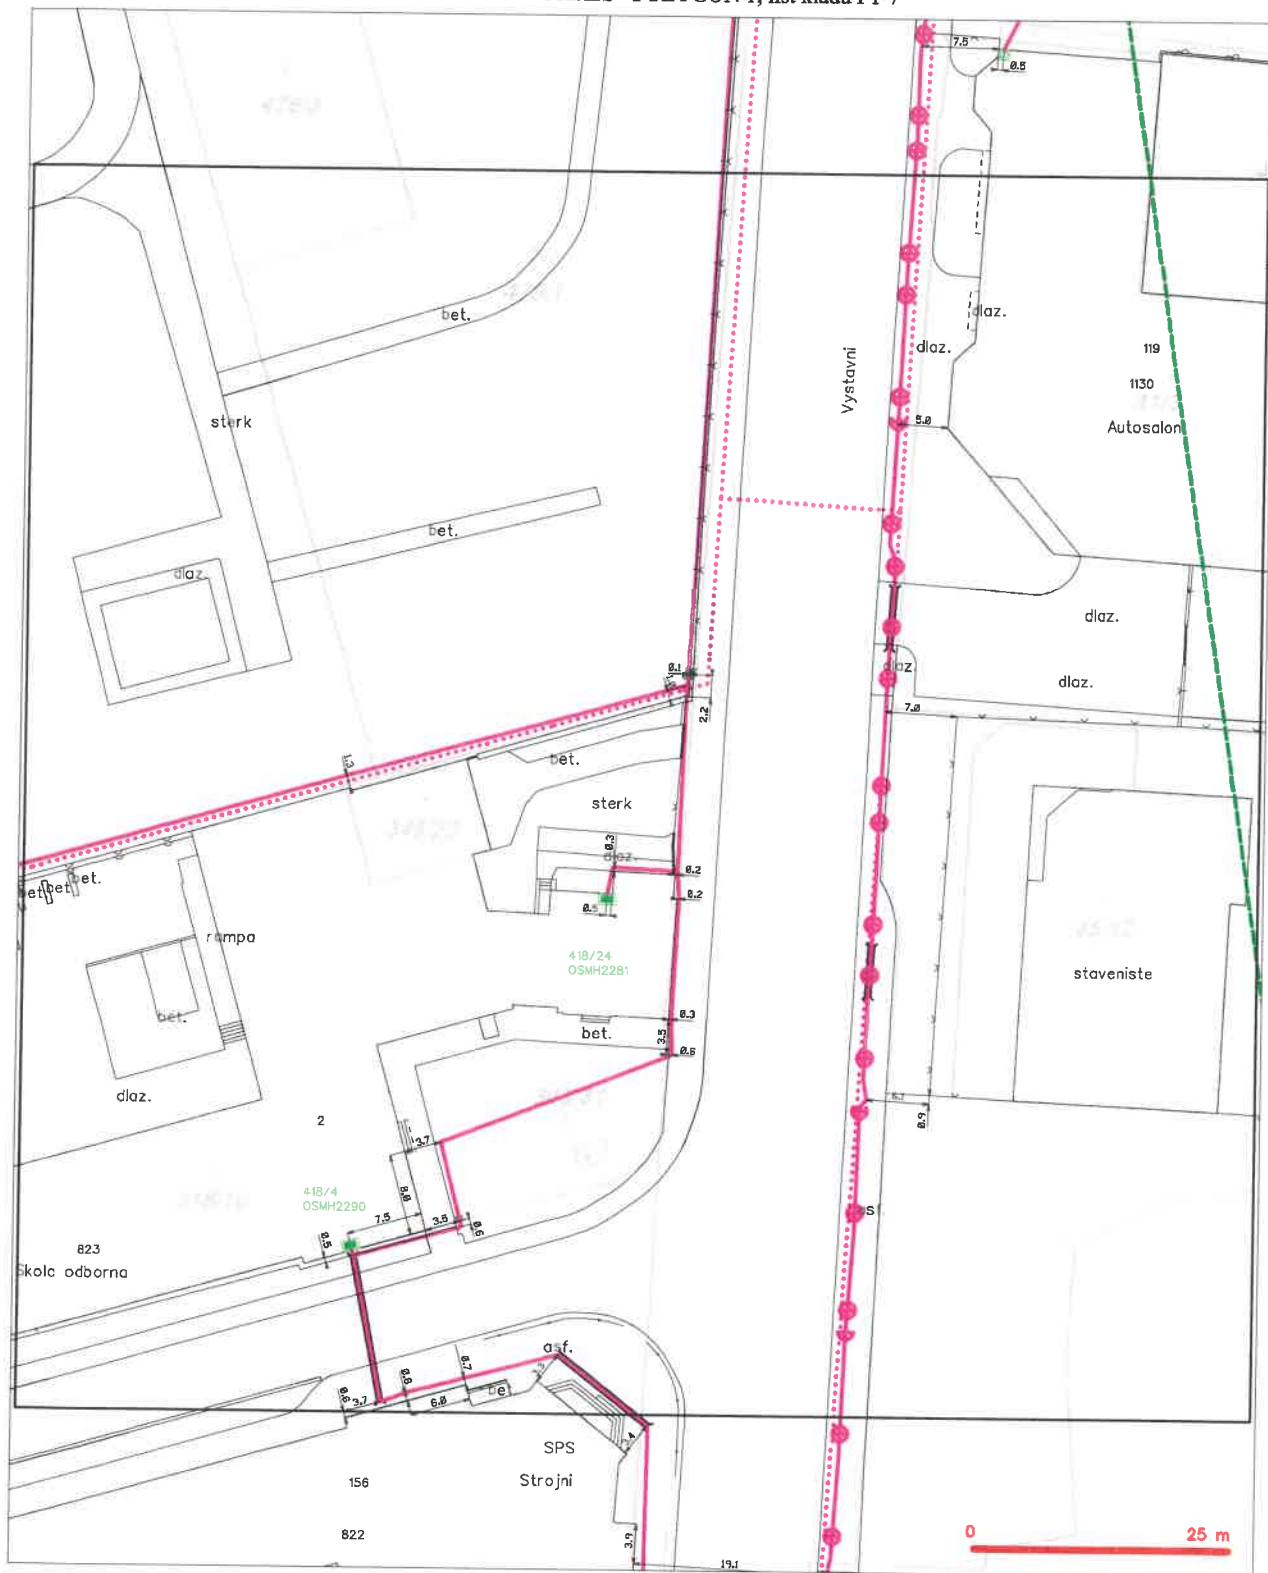 7.5
0.5
bet.
dlaz.
Vystavni
dlaz.
119
1130
sterk
5.0
Autosalon
bet.
dlaz.
dlaz.
0.1
dlaz.
2.2
7.0
1.3
bet.
sterk
0.3
dlaz.
0.2
bet.
bet.
bet.
0.2
0.5
rampa
418/24
OSMH2281
staveniste
bet.
0.3
3.5
bet.
0.6
dlaz.
0.9
2
3.7
8.0
418/4
OSMH2290
7.5
3.5
0.6
0.5
823
Skola odborna
asf.
0.7
0.8
0.6
3.7
6.0
3.4
SPS
Strojni
156
822
3.9
19.1
0
25 m